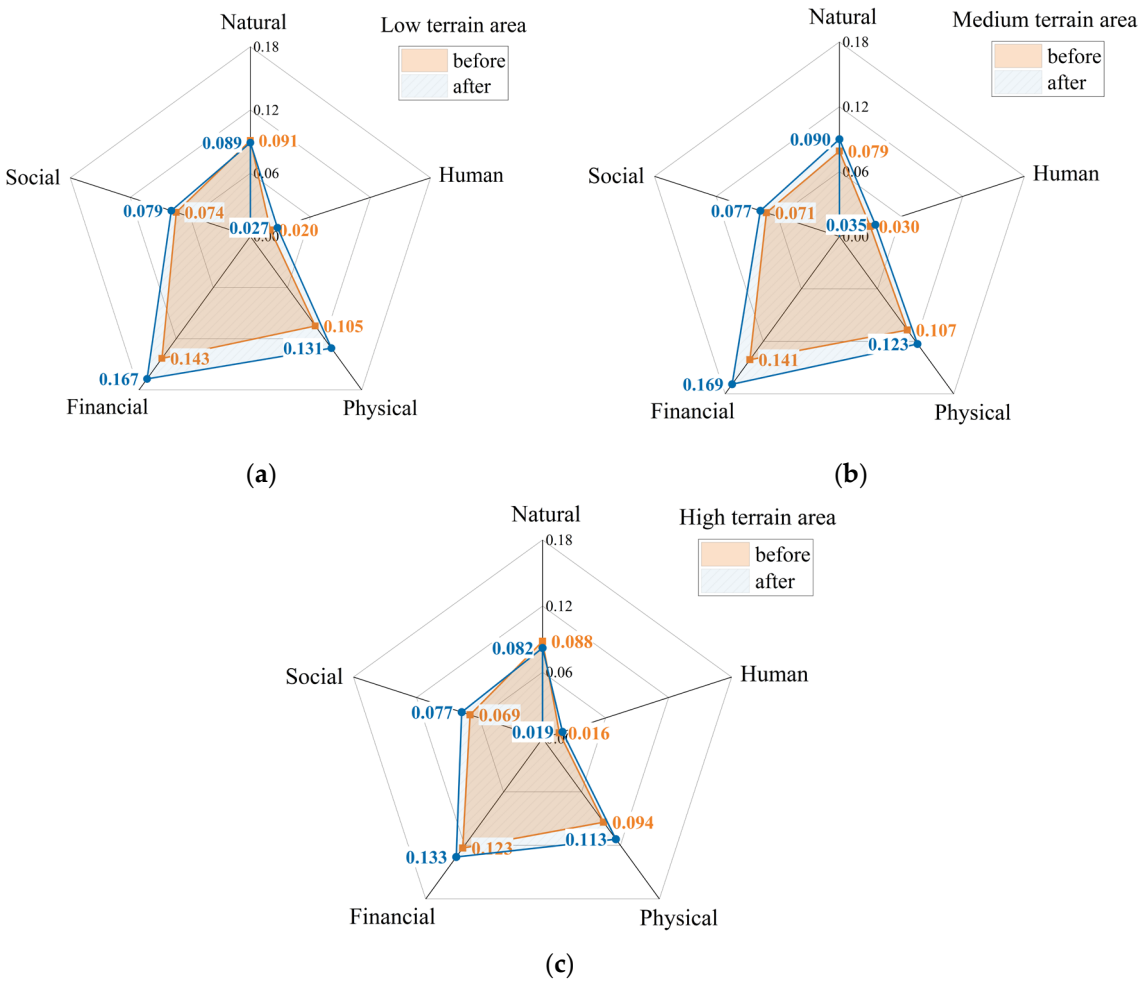 Natural
Low terrain area
before
after
0.18
0.12
0.06
0.00
0.089
0.091
Social
Human
0.079
0.074
0.027
0.020
0.105
0.131
0.143
0.167
Financial
Physical
(a)
Natural
Medium terrain area
before
after
0.18
0.12
0.06
0.00
0.090
0.079
Social
Human
0.077
0.071
0.035
0.030
0.107
0.123
0.141
0.169
Financial
Physical
(b)
Natural
High terrain area
before
after
0.18
0.12
0.06
0.082
0.088
Social
Human
0.077
0.069
0.019
0.016
0.094
0.113
0.123
0.133
Financial
Physical
(c)